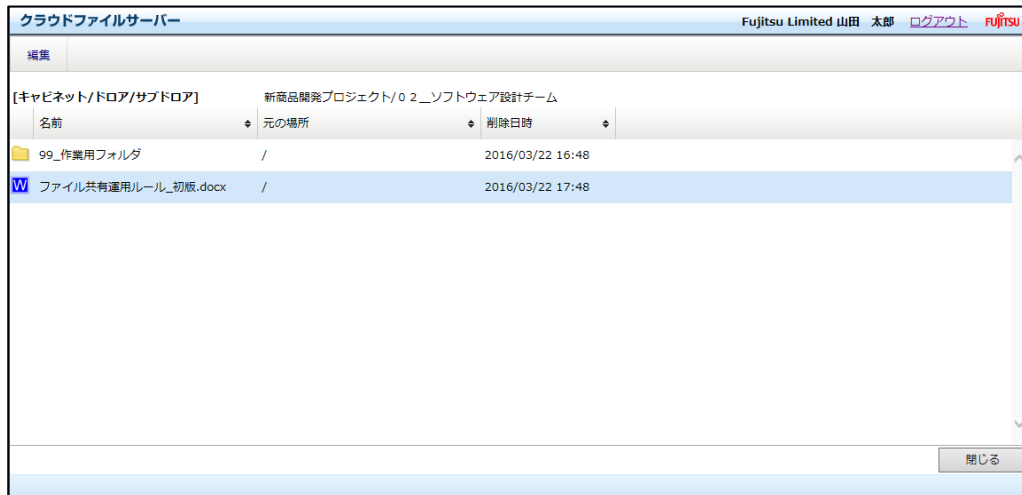 クラウドファイルサーバー Fujitsu Limited 山田 太郎 ログアウト FUJITSU
編集
[キャビネット/ドロア/サブドロア] 新商品開発プロジェクト/０２__ソフトウェア設計チーム
名前 元の場所 削除日時
99_作業用フォルダ / 2016/03/22 16:48
W ファイル共有運用ルール_初版.docx / 2016/03/22 17:48
閉じる